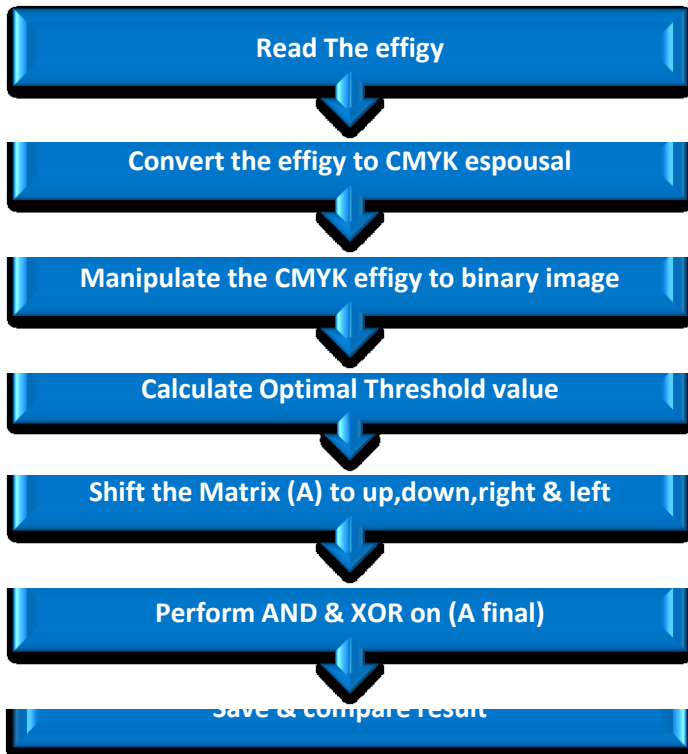 Read The effigy
Convert the effigy to CMYK espousal
Manipulate the CMYK effigy to binary image
Calculate Optimal Threshold value
Shift the Matrix (A) to up,down,right & left
Perform AND & XOR on (A final)
Save & compare result